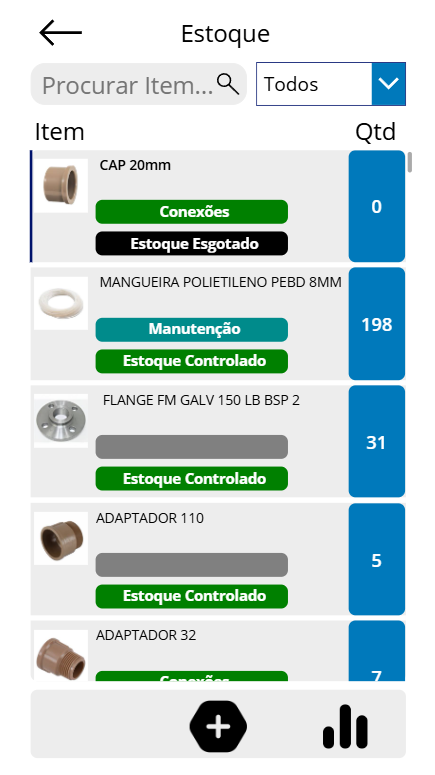 Estoque
Procurar Item...
Todos
Item
Qtd
CAP 20mm
Conexões
Estoque Esgotado
0
MANGUEIRA POLIETILENO PEBD 8MM
Manutenção
Estoque Controlado
198
FLANGE FM GALV 150 LB BSP 2
Estoque Controlado
31
ADAPTADOR 110
Estoque Controlado
5
ADAPTADOR 32
Conexões
7